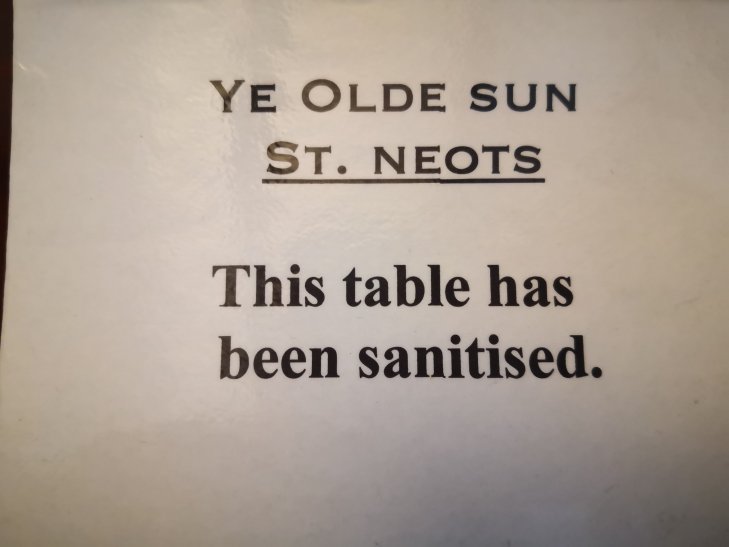 YE OLDE SUN
ST. NEOTS
This table has
been sanitised.